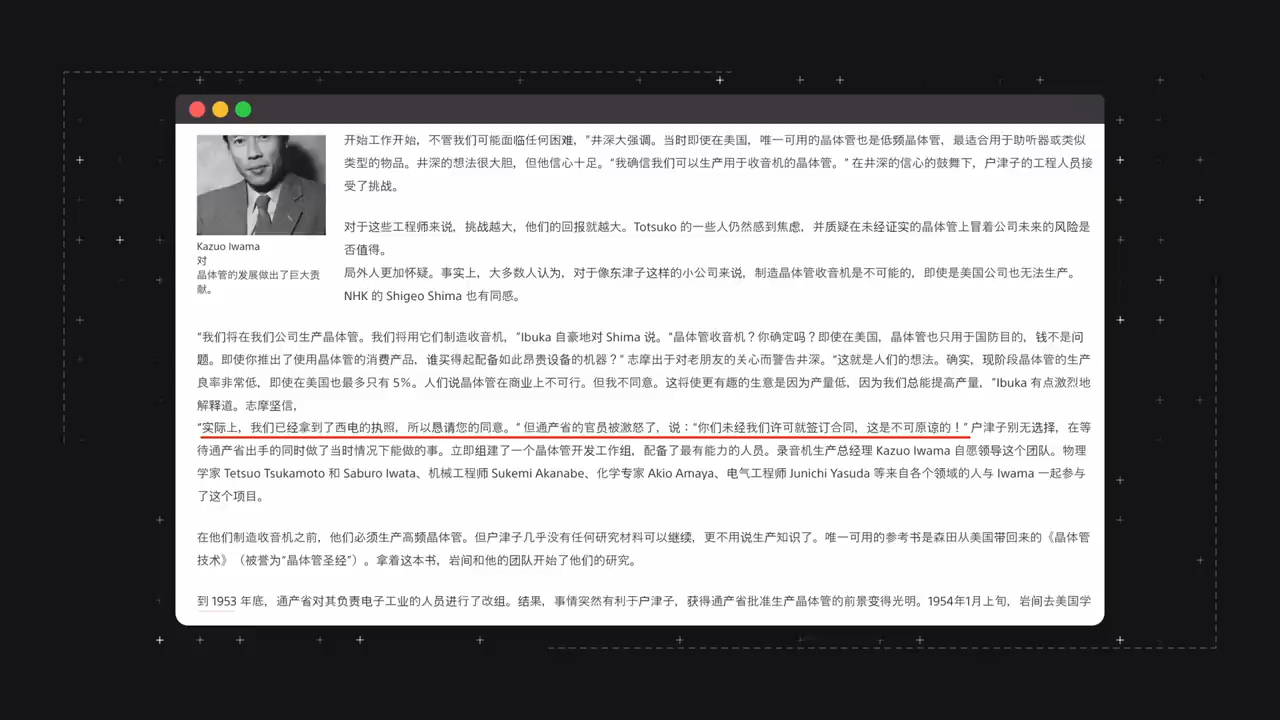 开始工作开始，不管我们可能面临任何困难，”井深大强调。当时即使在美国，唯一可用的晶体管也是低频晶体管，最适合用于助听器或类似
类型的物品。井深的想法很大胆，但他信心十足。“我确信我们可以生产用于收音机的晶体管。” 在井深的信心的鼓舞下，户津子的工程人员接
受了挑战。
对于这些工程师来说，挑战越大，他们的回报就越大。Totsuko 的一些人仍然感到焦虑，并质疑在未经证实的晶体管上冒着公司未来的风险是
否值得。
局外人更加怀疑。事实上，大多数人认为，对于像东津子这样的小公司来说，制造晶体管收音机是不可能的，即使是美国公司也无法生产。
NHK 的 Shigeo Shima 也有同感。
Kazuo Iwama
对
晶体管的发展做出了巨大贡
献。
“我们将在我们公司生产晶体管。我们将用它们制造收音机，”Ibuka 自豪地对 Shima 说。“晶体管收音机？你确定吗？即使在美国，晶体管也只用于国防目的，钱不是问
题。即使你推出了使用晶体管的消费产品，谁买得起配备如此昂贵设备的机器？” 志摩出于对老朋友的关心而警告井深。“这就是人们的想法。确实，现阶段晶体管的生产
良率非常低，即使在美国也最多只有 5%。人们说晶体管在商业上不可行。但我不同意。这将使更有趣的生意是因为产量低，因为我们总能提高产量，”Ibuka 有点激烈地
解释道。志摩坚信，
“实际上，我们已经拿到了西电的执照，所以恳请您的同意。“ 但通产省的官员被激怒了，说：“你们未经我们许可就签订合同，这是不可原谅的！” 户津子别无选择，在等
待通产省出手的同时做了当时情况下能做的事。立即组建了一个晶体管开发工作组，配备了最有能力的人员。录音机生产总经理 Kazuo Iwama 自愿领导这个团队。物理
学家 Tetsuo Tsukamoto 和 Saburo Iwata、机械工程师 Sukemi Akanabe、化学专家 Akio Amaya、电气工程师 Junichi Yasuda 等来自各个领域的人与 Iwama 一起参与
了这个项目。
在他们制造收音机之前，他们必须生产高频晶体管。但户津子几乎没有任何研究材料可以继续，更不用说生产知识了。唯一可用的参考书是森田从美国带回来的《晶体管
技术》（被誉为“晶体管圣经”）。拿着这本书，岩间和他的团队开始了他们的研究。
到 1953 年底，通产省对其负责电子工业的人员进行了改组。结果，事情突然有利于户津子，获得通产省批准生产晶体管的前景变得光明。1954年1月上旬，岩间去美国学